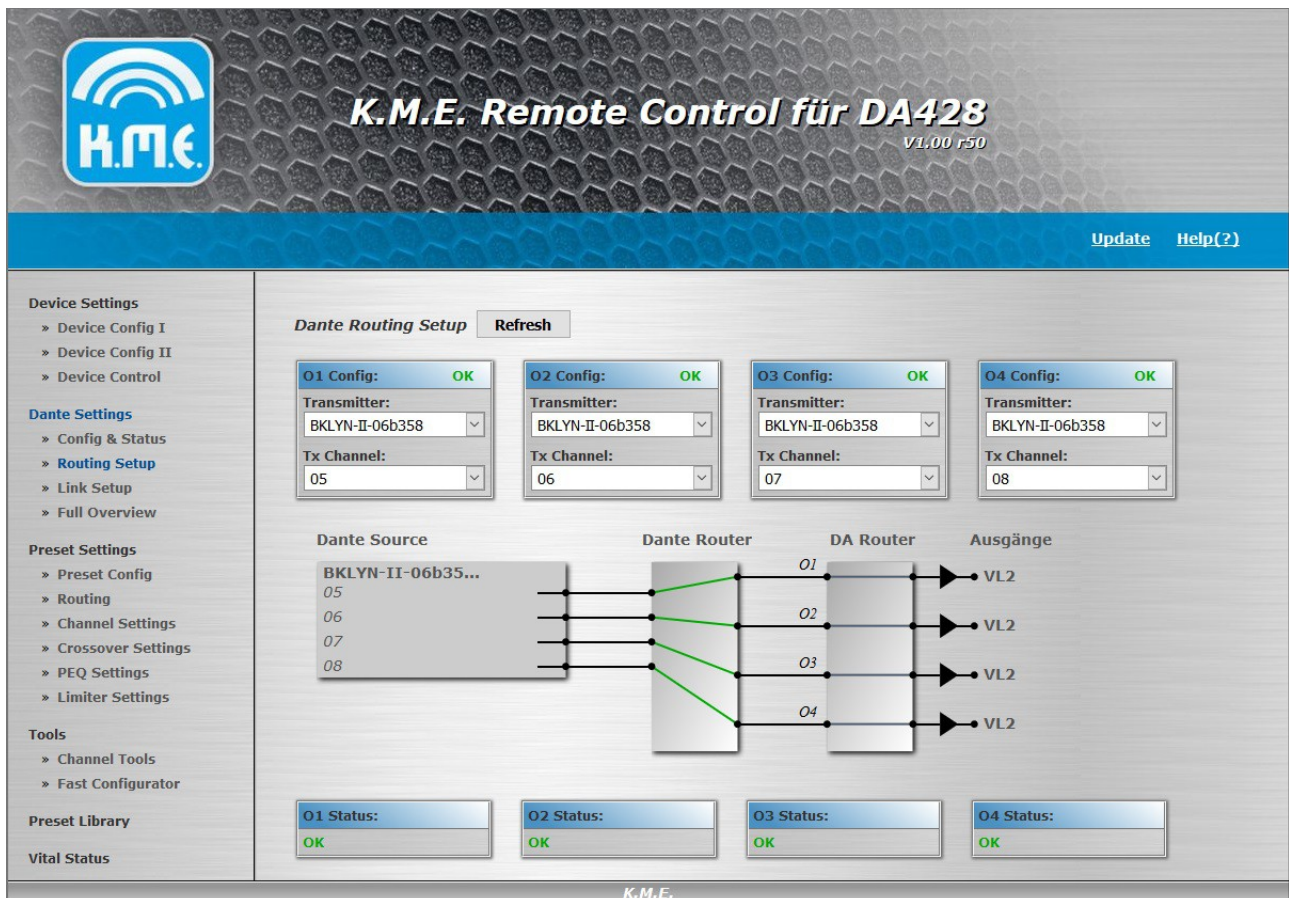 K.M.E.
K.M.E. Remote Control für DA428
V1.00 r50
Update Help(?)
Device Settings
» Device Config I
» Device Config II
» Device Control
Dante Settings
» Config & Status
» Routing Setup
» Link Setup
» Full Overview
Preset Settings
» Preset Config
» Routing
» Channel Settings
» Crossover Settings
» PEQ Settings
» Limiter Settings
Tools
» Channel Tools
» Fast Configurator
Preset Library
Vital Status
Dante Routing Setup Refresh
O1 Config: OK
Transmitter:
BKLYN-II-06b358
Tx Channel:
05
O2 Config: OK
Transmitter:
BKLYN-II-06b358
Tx Channel:
06
O3 Config: OK
Transmitter:
BKLYN-II-06b358
Tx Channel:
07
O4 Config: OK
Transmitter:
BKLYN-II-06b358
Tx Channel:
08
Dante Source Dante Router DA Router Ausgänge
BKLYN-II-06b35...
05
06
07
08
O1
O2
O3
O4
VL2
VL2
VL2
VL2
O1 Status:
OK
O2 Status:
OK
O3 Status:
OK
O4 Status:
OK
K.M.E.